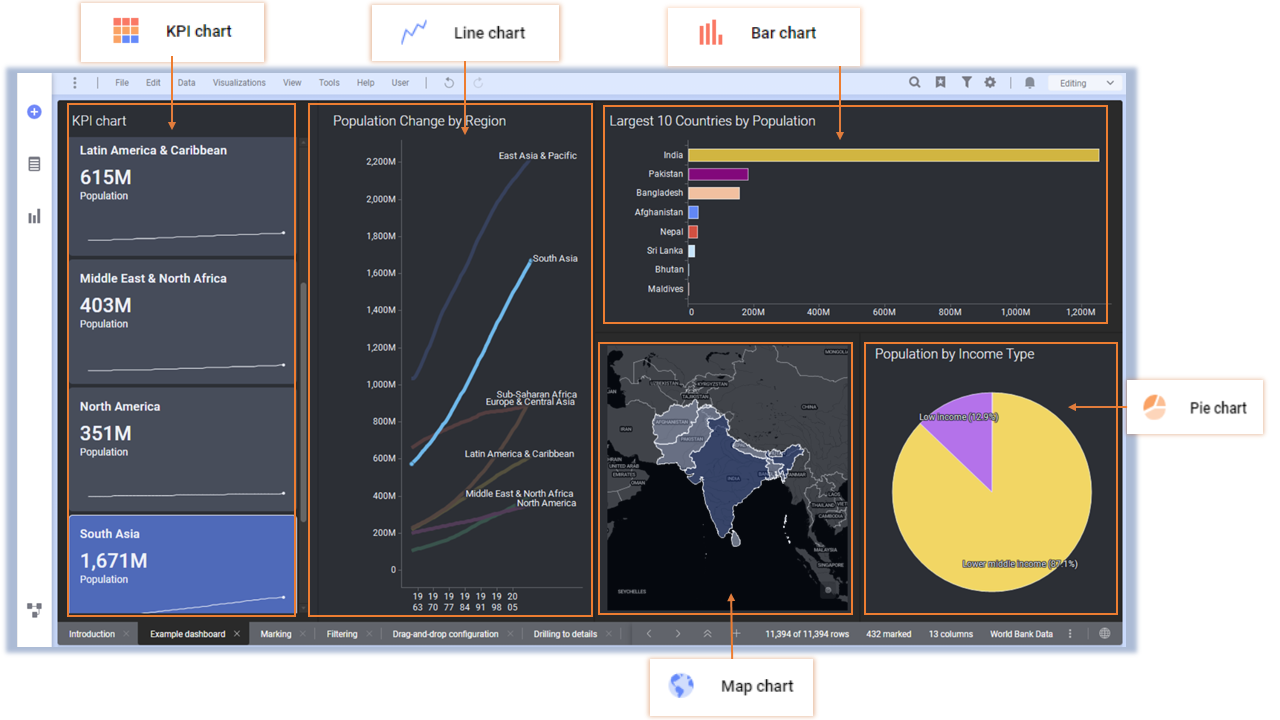 KPI chart
Line chart
Bar chart
File Edit Data Visualizations View Tools Help User
Editing
KPI chart
Latin America & Caribbean
615M
Population
Middle East & North Africa
403M
Population
North America
351M
Population
South Asia
1,671M
Population
Population Change by Region
2,200M
2,000M
1,800M
1,600M
1,400M
1,200M
1,000M
800M
600M
400M
200M
0
East Asia & Pacific
South Asia
Sub-Saharan Africa
Europe & Central Asia
Latin America & Caribbean
Middle East & North Africa
North America
19 19 19 19 19 19 20
63 70 77 84 91 98 05
Largest 10 Countries by Population
India
Pakistan
Bangladesh
Afghanistan
Nepal
Sri Lanka
Bhutan
Maldives
0 200M 400M 600M 800M 1,000M 1,200M
UZBEKISTAN
KYRGYZSTAN
TAJIKISTAN
CHINA
AFGHANISTAN
IRAN
PAKISTAN
UNITED ARAB
EMIRATES
OMAN
INDIA
LAOS
THAILAND
CAMBODIA
MALAYSIA
SINGAPORE
SEYCHELLES
Population by Income Type
Low income (12.9%)
Lower middle income (87.1%)
Pie chart
Introduction Example dashboard Marking Filtering Drag-and-drop configuration Drilling to details
11,394 of 11,394 rows 432 marked 13 columns World Bank Data
Map chart